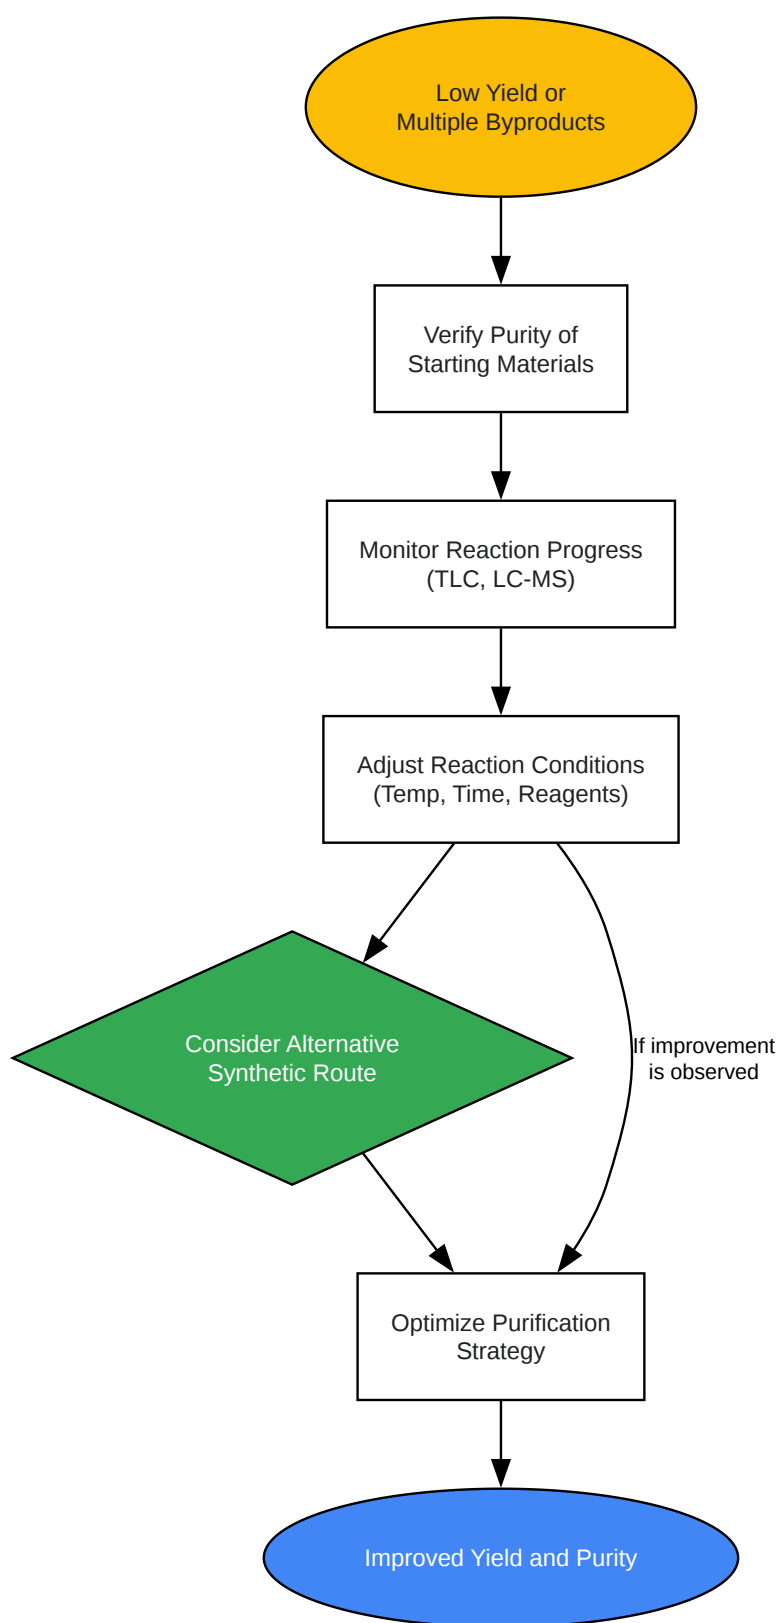 Low Yield or
Multiple Byproducts
Verify Purity of
Starting Materials
Monitor Reaction Progress
(TLC, LC-MS)
Adjust Reaction Conditions
(Temp, Time, Reagents)
Consider Alternative
Synthetic Route
If improvement
is observed
Optimize Purification
Strategy
Improved Yield and Purity